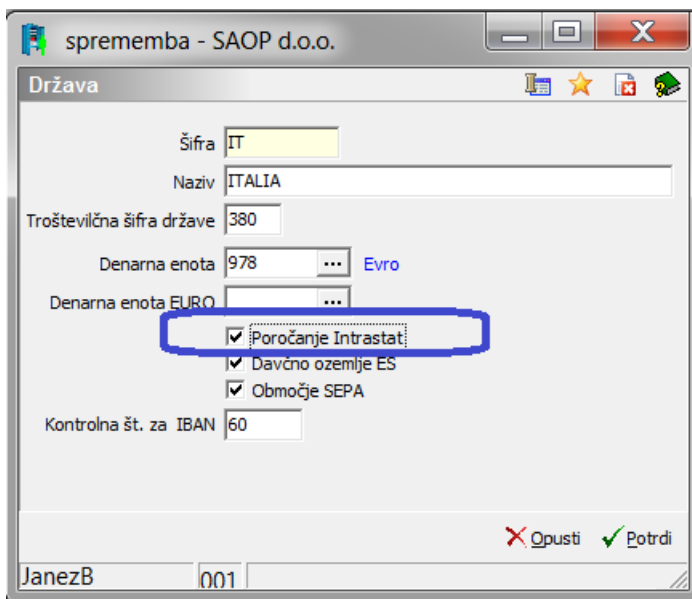 sprememba - SAOP d.o.o.
Država
Šifra IT
Naziv ITALIA
Troštevilčna šifra države 380
Denarna enota 978 ... Evro
Denarna enota EURO ...
Poročanje Intrastat
Davčno ozemlje ES
Območje SEPA
Kontrolna št. za IBAN 60
Opusti Potrdi
JanezB 001